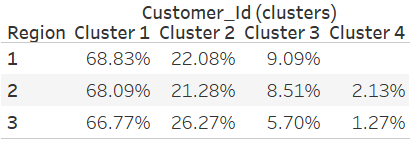 Customer_Id (clusters)
Region Cluster 1 Cluster 2 Cluster 3 Cluster 4
1 68.83% 22.08% 9.09%
2 68.09% 21.28% 8.51% 2.13%
3 66.77% 26.27% 5.70% 1.27%